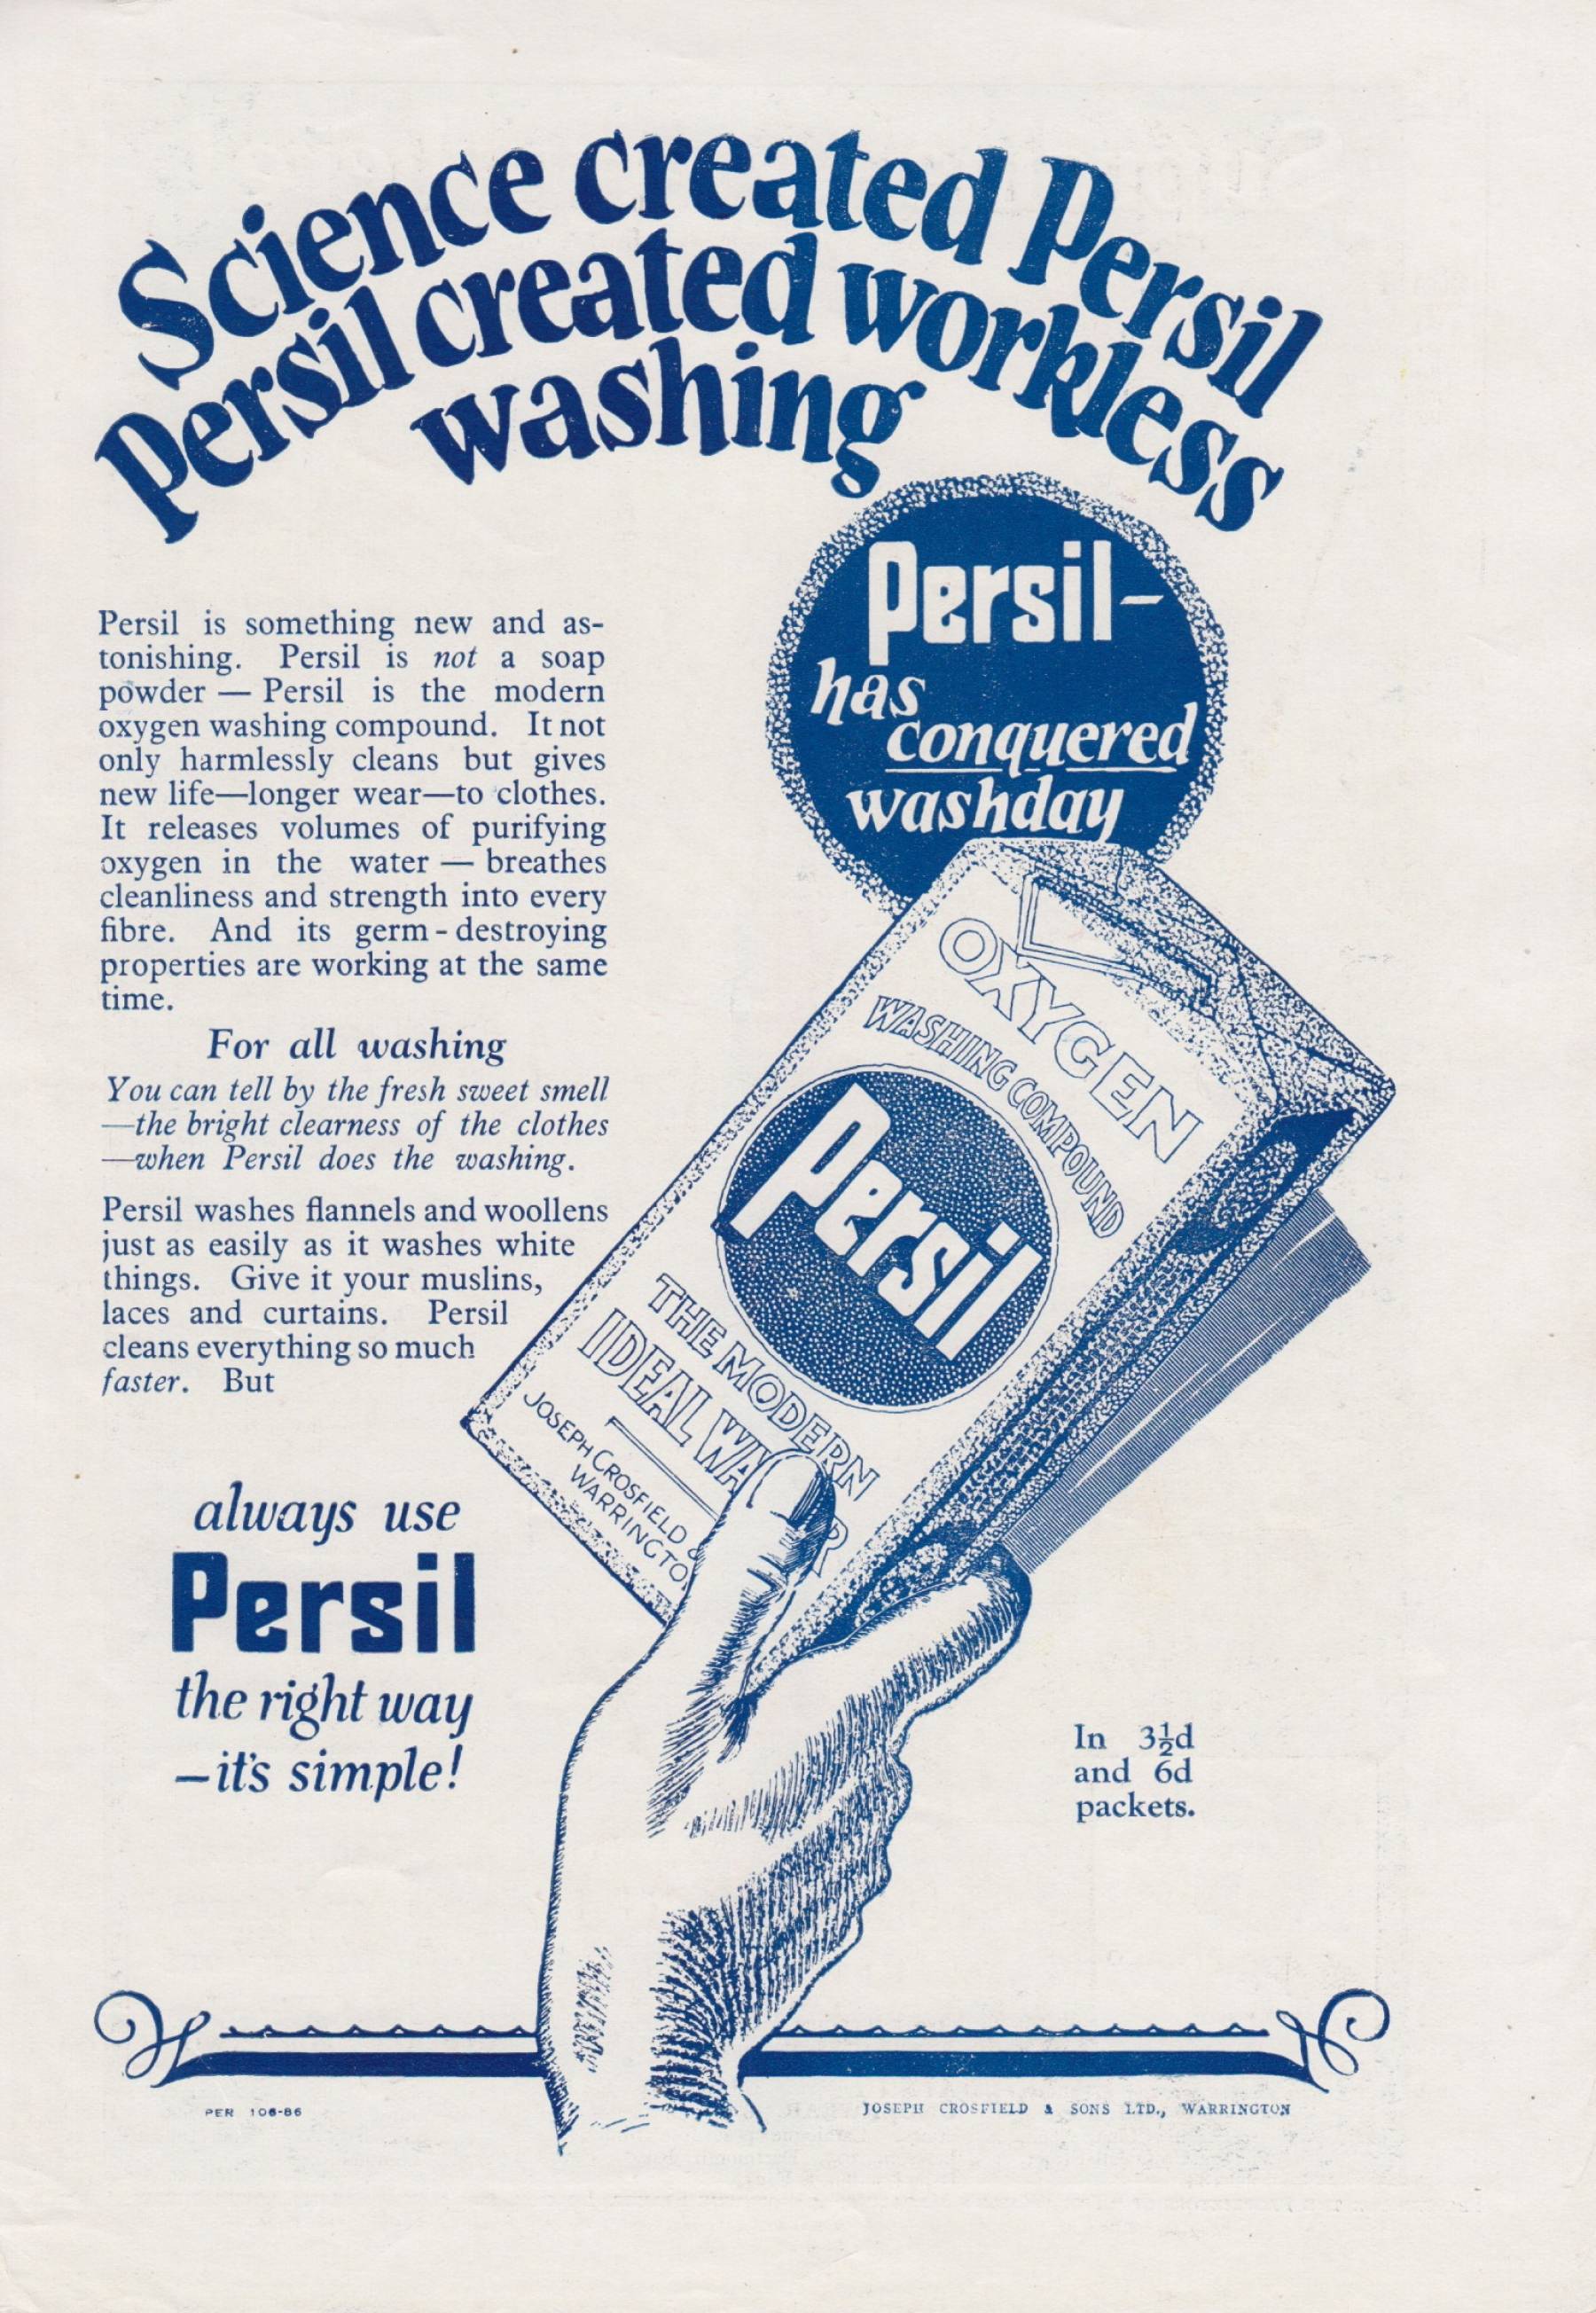 Science created Persil
Persil created workless
washing
Persil-
has
conquered
washday
Persil is something new and as-
tonishing. Persil is not a soap
powder — Persil is the modern
oxygen washing compound. It not
only harmlessly cleans but gives
new life—longer wear—to clothes.
It releases volumes of purifying
oxygen in the water — breathes
cleanliness and strength into every
fibre. And its germ-destroying
properties are working at the same
time.
For all washing
You can tell by the fresh sweet smell
—the bright clearness of the clothes
—when Persil does the washing.
Persil washes flannels and woollens
just as easily as it washes white
things. Give it your muslins,
laces and curtains. Persil
cleans everything so much
faster. But
always use
Persil
the right way
–it's simple!
OXYGEN
WASHING COMPOUND
Persil
THE MODERN
IDEAL WA R
JOSEPH CROSFIELD &
WARRINGTO
In 3½d
and 6d
packets.
PER 106-86
JOSEPH CROSFIELD & SONS LTD., WARRINGTON